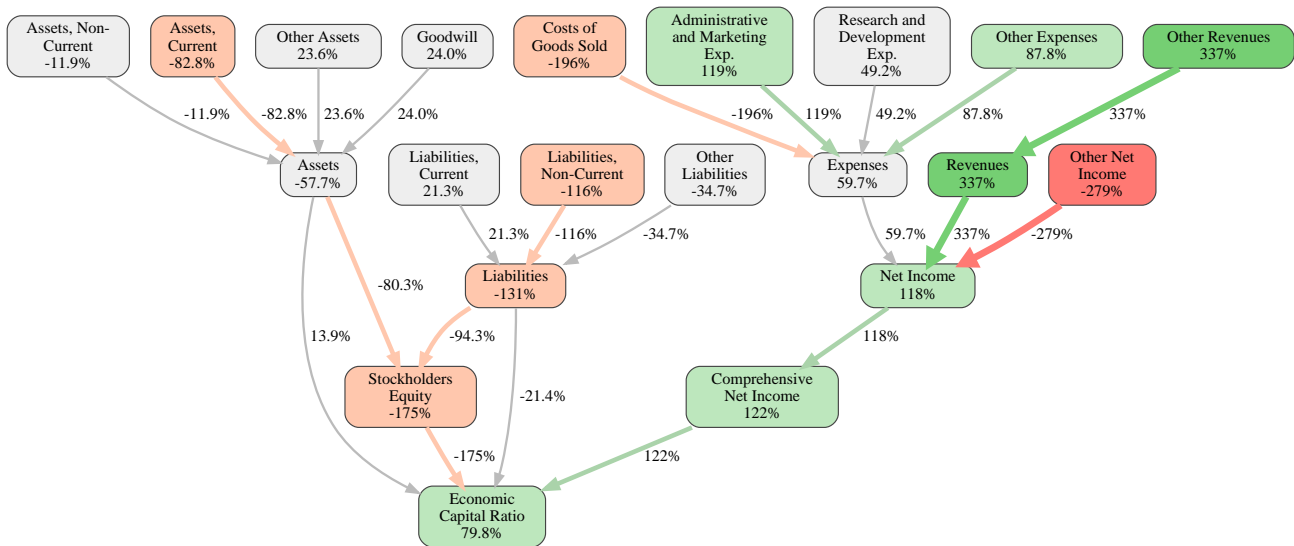 Assets, Non-
Current
-11.9%
Assets,
Current
-82.8%
Other Assets
23.6%
Goodwill
24.0%
Costs of
Goods Sold
-196%
Administrative
and Marketing
Exp.
119%
Research and
Development
Exp.
49.2%
Other Expenses
87.8%
Other Revenues
337%
-11.9%
-82.8%
23.6%
24.0%
-196%
119%
49.2%
87.8%
337%
Assets
-57.7%
Liabilities,
Current
21.3%
Liabilities,
Non-Current
-116%
Other
Liabilities
-34.7%
Expenses
59.7%
Revenues
337%
Other Net
Income
-279%
21.3%
-116%
-34.7%
59.7%
337%
-279%
-80.3%
Liabilities
-131%
Net Income
118%
13.9%
-94.3%
118%
Stockholders
Equity
-175%
-21.4%
Comprehensive
Net Income
122%
-175%
122%
Economic
Capital Ratio
79.8%